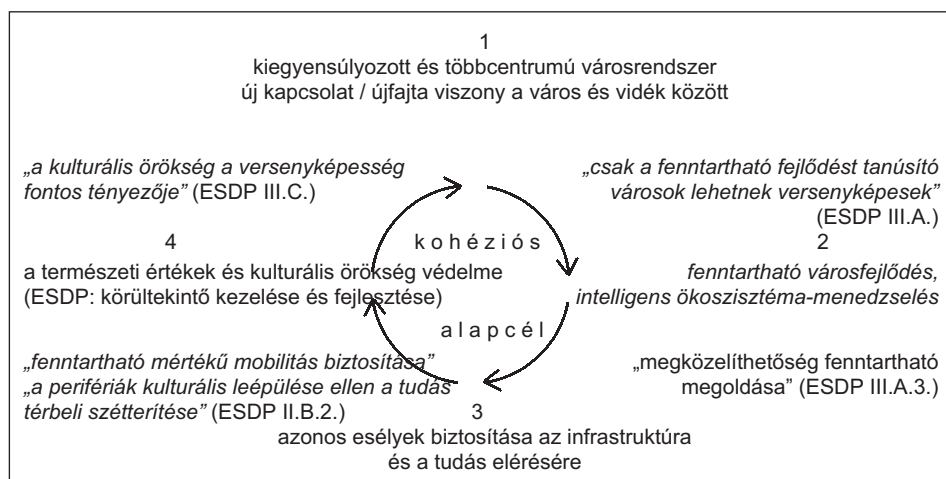 1
kiegyensúlyozott és többcentrumú városrendszer
új kapcsolat / újfajta viszony a város és vidék között
„a kulturális örökség a versenyképesség
fontos tényezője” (ESDP III.C.)
„csak a fenntartható fejlődést tanúsító
városok lehetnek versenyképesek”
(ESDP III.A.)
kohéziós
4
a természeti értékek és kulturális örökség védelme
(ESDP: körültekintő kezelése és fejlesztése)
2
fenntartható városfejlődés,
intelligens ökoszisztéma-menedzselés
alapcél
„fenntartható mértékű mobilitás biztosítása”
„a perifériák kulturális leépülése ellen a tudás
térbeli szétterítése” (ESDP II.B.2.)
„megközelíthetőség fenntartható
megoldása” (ESDP III.A.3.)
3
azonos esélyek biztosítása az infrastruktúra
és a tudás elérésére